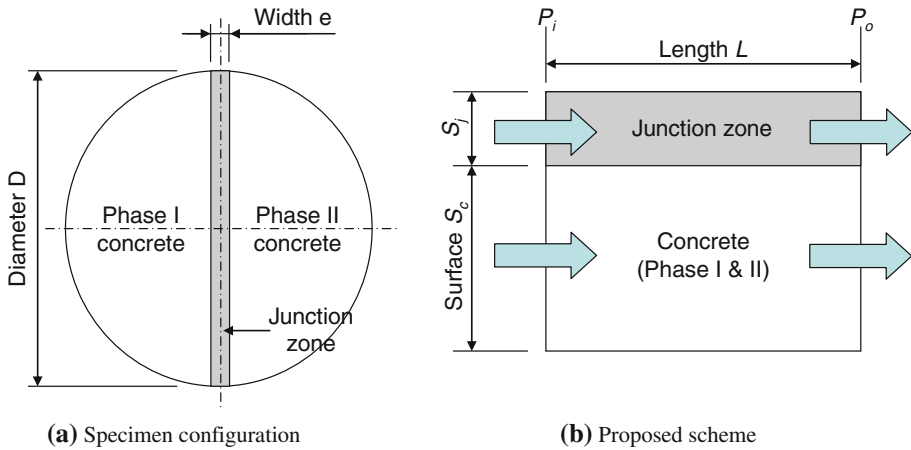 Width e
Diameter D
Phase I
concrete
Phase II
concrete
Junction
zone
(a) Specimen configuration
P_i
P_o
Length L
S_j
Junction zone
Surface S_c
Concrete
(Phase I & II)
(b) Proposed scheme